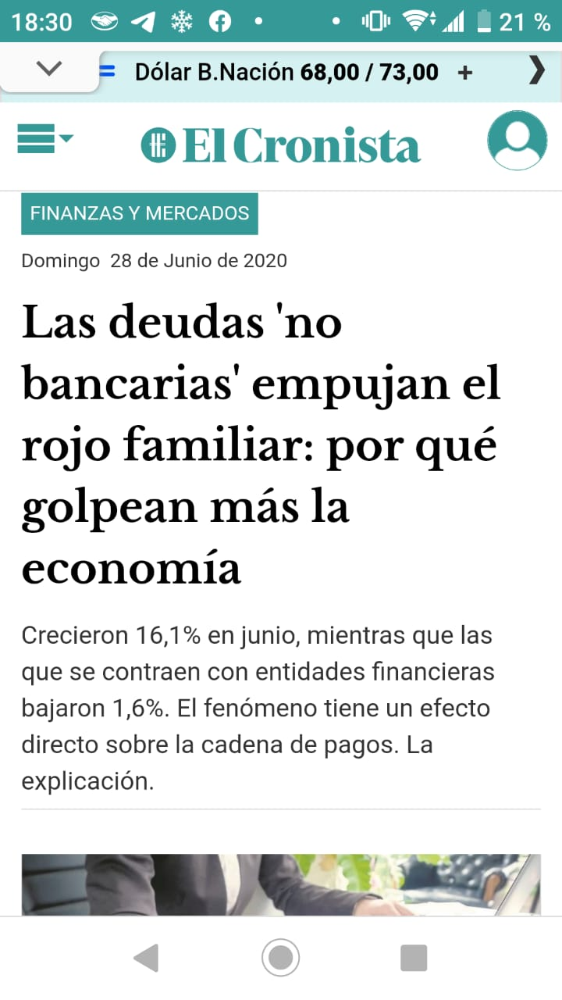 18:30 21 %
Dólar B.Nación 68,00 / 73,00 +
El Cronista
FINANZAS Y MERCADOS
Domingo 28 de Junio de 2020
Las deudas 'no
bancarias' empujan el
rojo familiar: por qué
golpean más la
economía
Crecieron 16,1% en junio, mientras que las
que se contraen con entidades financieras
bajaron 1,6%. El fenómeno tiene un efecto
directo sobre la cadena de pagos. La
explicación.